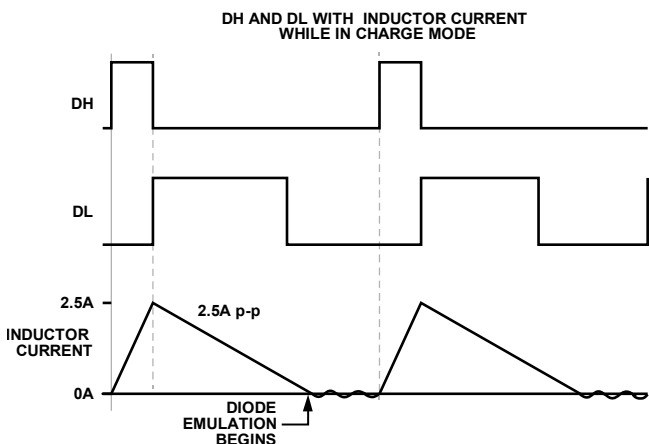 DH AND DL WITH INDUCTOR CURRENT
WHILE IN CHARGE MODE
DH
DL
2.5A
2.5A p-p
INDUCTOR
CURRENT
0A
DIODE
EMULATION
BEGINS